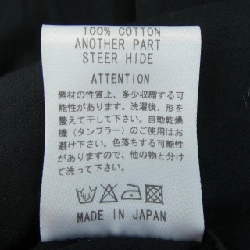 100% COTTON
ANOTHER PART
STEER HIDE
ATTENTION
素材の性質上、多少収縮する可
能性があります。洗濯後、形を
整えて干して下さい。自動乾燥
機（タンブラー）のご使用はお
避け下さい。色落ちする可能性
がありますので、他の物と分け
て洗って下さい。
MADE IN JAPAN